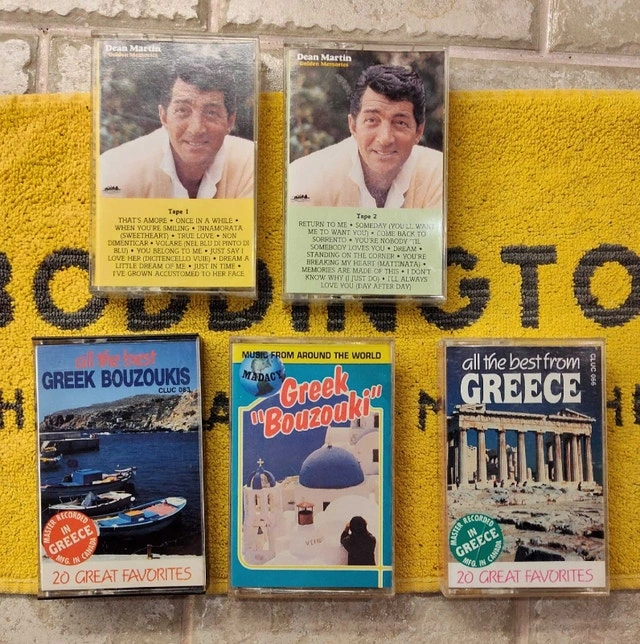 Dean Martin
Golden Memories
Tape 1
THAT'S AMORE • ONCE IN A WHILE •
WHEN YOU'RE SMILING • INNAMORATA
(SWEETHEART) • TRUE LOVE • NON
DIMENTICAR • VOLARE (NEL BLU DI PINTO DI
BLU) • YOU BELONG TO ME • JUST SAY I
LOVE HER (DICITENCELLO VUIE) • DREAM A
LITTLE DREAM OF ME • JUST IN TIME •
I'VE GROWN ACCUSTOMED TO HER FACE
Dean Martin
Golden Memories
Tape 2
RETURN TO ME • SOMEDAY (YOU'LL WANT
ME TO WANT YOU) • COME BACK TO
SORRENTO • YOU'RE NOBODY 'TIL
SOMEBODY LOVES YOU • DREAM •
STANDING ON THE CORNER • YOU'RE
BREAKING MY HEART (MATTINATA) •
MEMORIES ARE MADE OF THIS • I DON'T
KNOW WHY (I JUST DO) • I'LL ALWAYS
LOVE YOU (DAY AFTER DAY)
BODDINGTO
all the best
GREEK BOUZOUKIS
CLUC 083
MASTER RECORDED
IN
GREECE
MFG. IN CANADA
20 GREAT FAVORITES
MUSIC FROM AROUND THE WORLD
MADACY
Greek
"Bouzouki"
all the best from
GREECE
CLUC 056
MASTER RECORDED
IN
GREECE
MFG. IN CANADA
20 GREAT FAVORITES